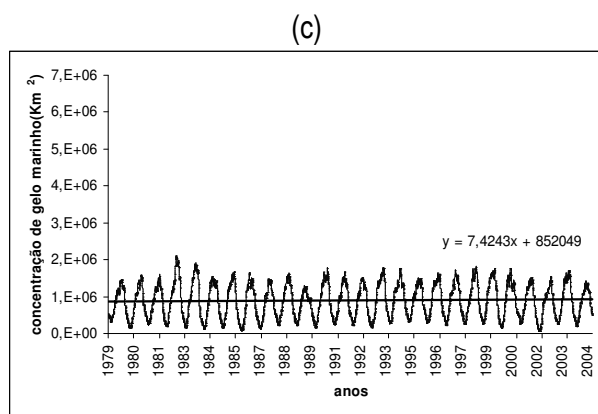 (c)
concentração de gelo marinho(Km ²)
7,E+06
6,E+06
5,E+06
4,E+06
3,E+06
2,E+06
1,E+06
0,E+00
y = 7,4243x + 852049
1979
1980
1981
1983
1984
1985
1987
1988
1989
1991
1992
1993
1995
1996
1997
1999
2000
2002
2003
2004
anos